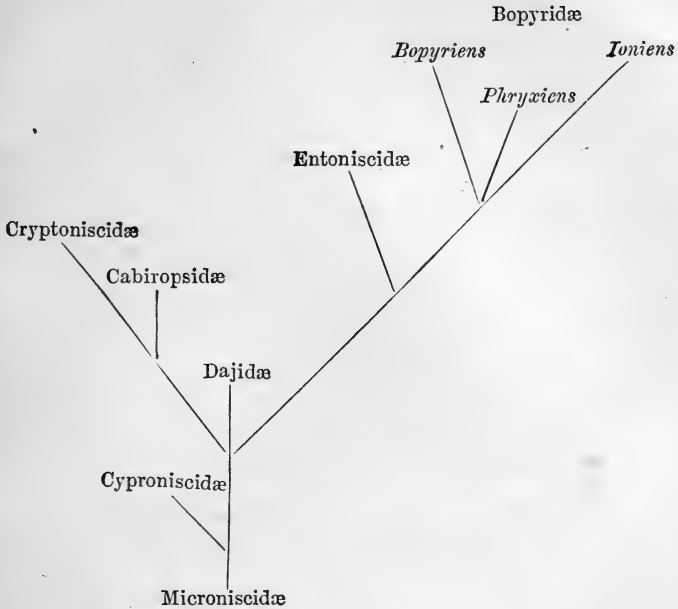 Bopyridæ
Bopyriens
Ioniens
Phryxiens
Entoniscidæ
Cryptoniscidæ
Cabiropsidæ
Dajidæ
Cyproniscidæ
Microniscidæ